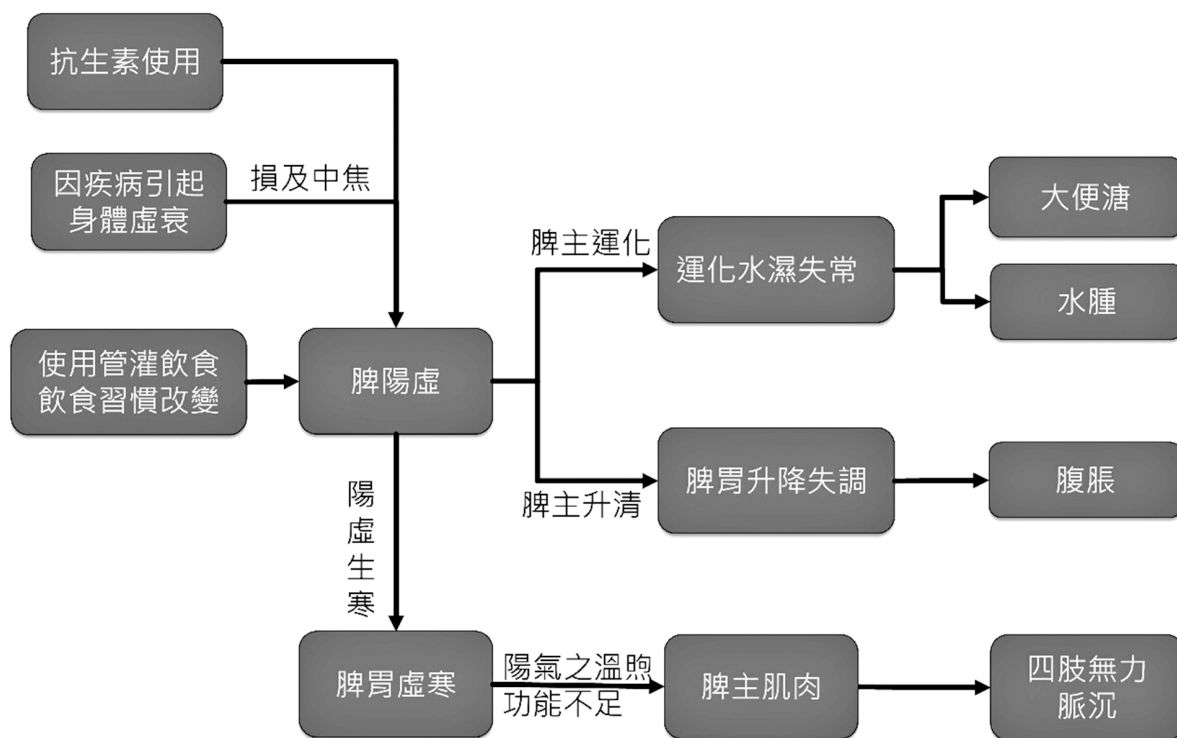 抗生素使用
因疾病引起
身體虛衰
損及中焦
使用管灌飲食
飲食習慣改變
脾陽虛
脾主運化
運化水濕失常
大便溏
水腫
脾主升清
脾胃升降失調
腹脹
陽虛生寒
脾胃虛寒
陽氣之溫煦
功能不足
脾主肌肉
四肢無力
脈沉